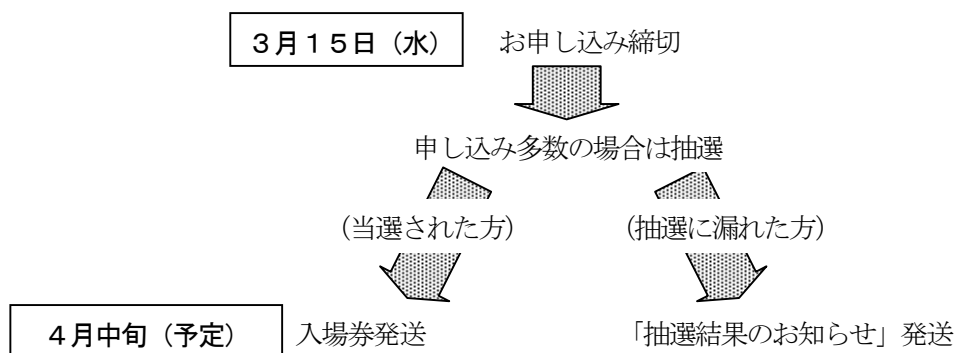 ３月１５日（水） お申し込み締切
申し込み多数の場合は抽選
（当選された方） （抽選に漏れた方）
４月中旬（予定） 入場券発送 「抽選結果のお知らせ」発送